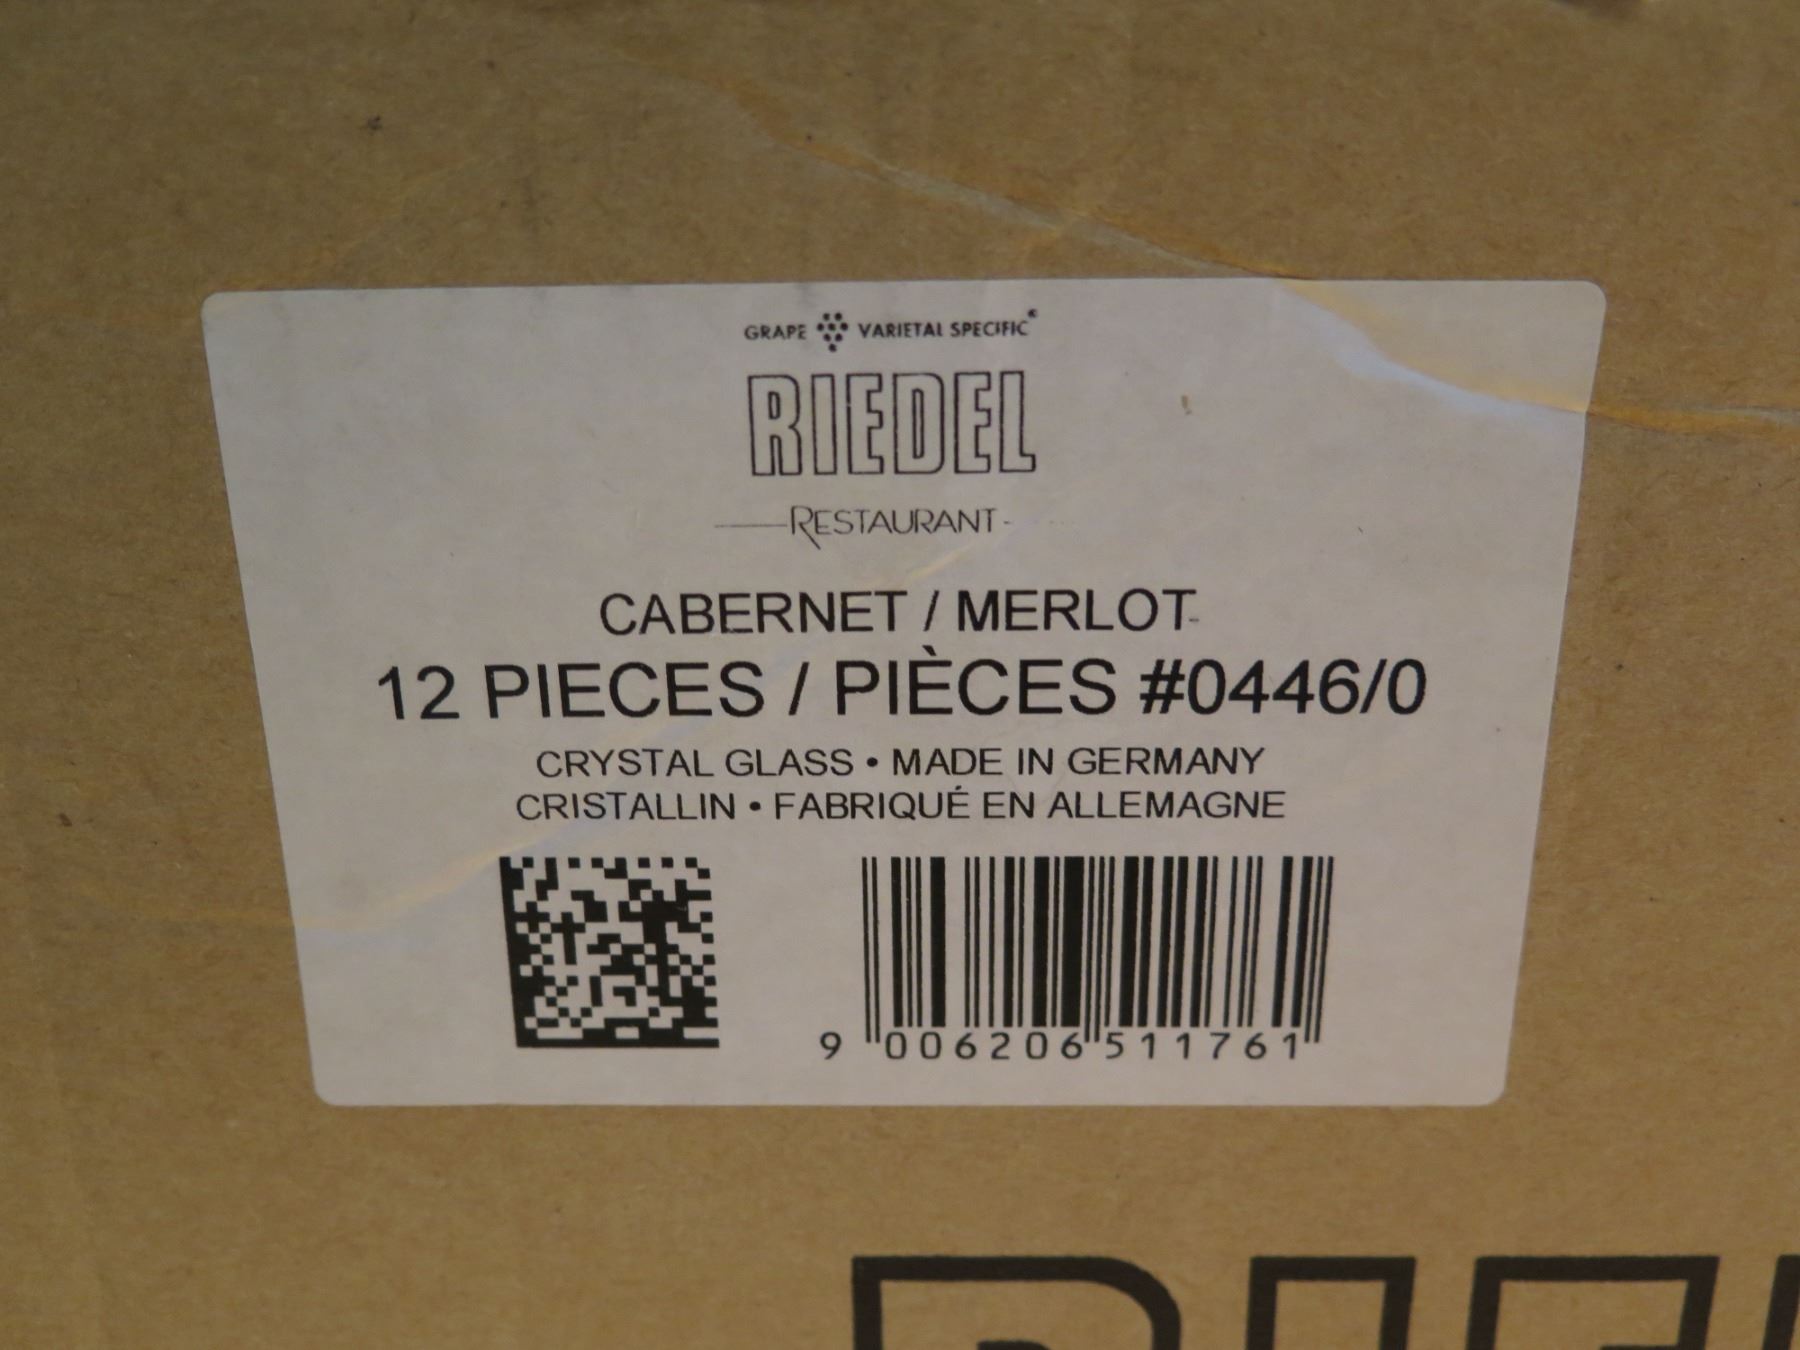 GRAPE VARIETAL SPECIFIC®
RIEDEL
RESTAURANT
CABERNET / MERLOT
12 PIECES / PIÈCES #0446/0
CRYSTAL GLASS • MADE IN GERMANY
CRISTALLIN • FABRIQUÉ EN ALLEMAGNE
9 006206 511761